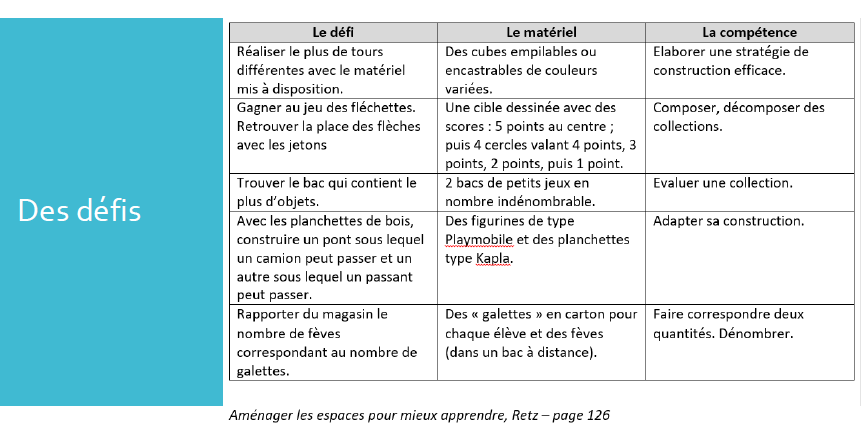 Des défis
Le défi
Le matériel
La compétence
Réaliser le plus de tours
différentes avec le matériel
mis à disposition.
Des cubes empilables ou
encastrables de couleurs
variées.
Elaborer une stratégie de
construction efficace.
Gagner au jeu des fléchettes.
Retrouver la place des flèches
avec les jetons
Une cible dessinée avec des
scores : 5 points au centre ;
puis 4 cercles valant 4 points, 3
points, 2 points, puis 1 point.
Composer, décomposer des
collections.
Trouver le bac qui contient le
plus d’objets.
2 bacs de petits jeux en
nombre indénombrable.
Evaluer une collection.
Avec les planchettes de bois,
construire un pont sous lequel
un camion peut passer et un
autre sous lequel un passant
peut passer.
Des figurines de type
Playmobile et des planchettes
type Kapla.
Adapter sa construction.
Rapporter du magasin le
nombre de fèves
correspondant au nombre de
galettes.
Des « galettes » en carton pour
chaque élève et des fèves
(dans un bac à distance).
Faire correspondre deux
quantités. Dénombrer.
Aménager les espaces pour mieux apprendre, Retz – page 126